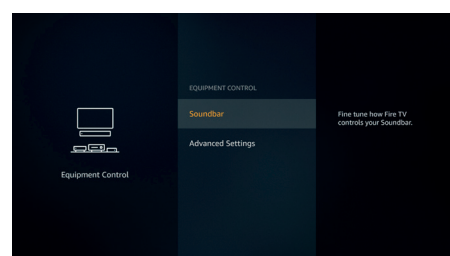 EQUIPMENT CONTROL
Soundbar
Advanced Settings
Equipment Control
Fine tune how Fire TV
controls your Soundbar.